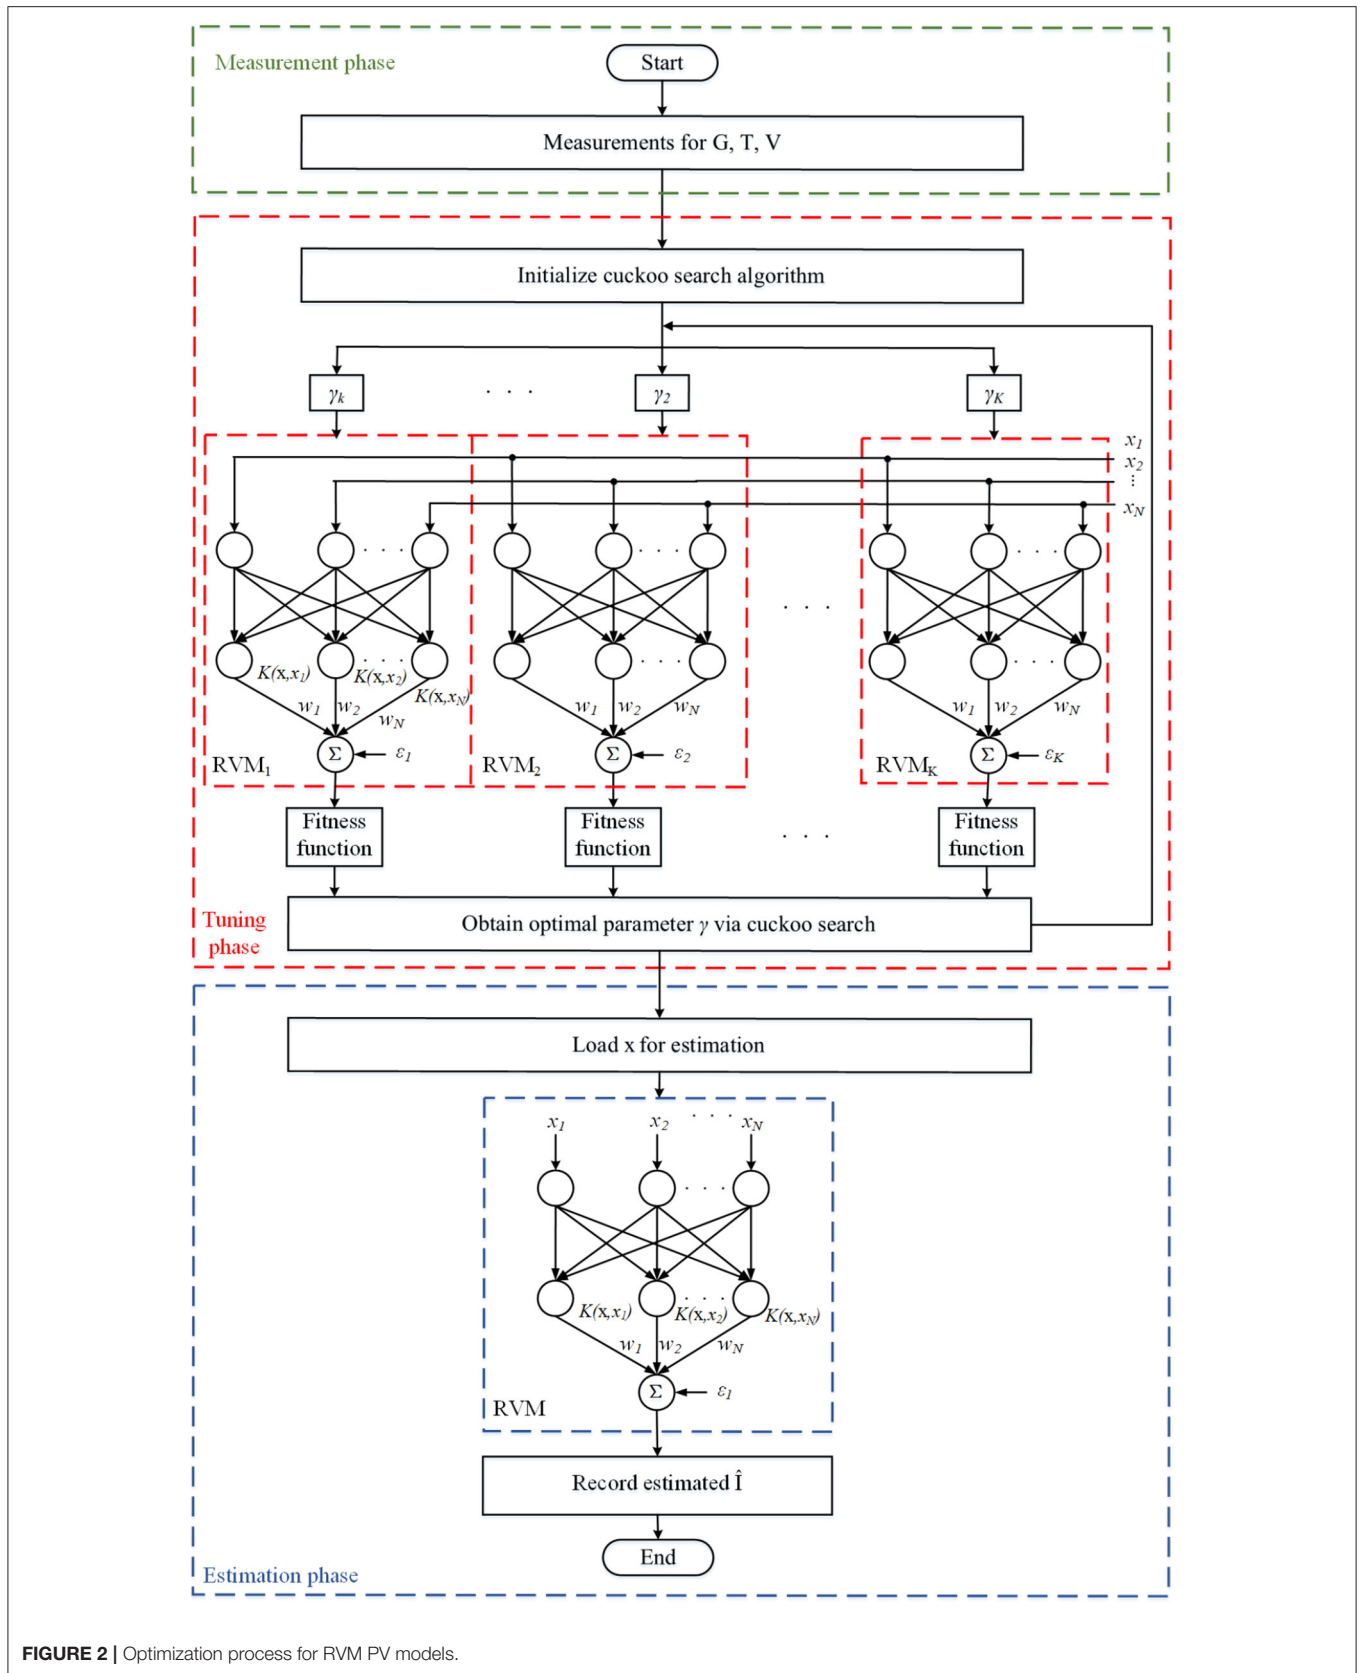 Measurement phase
Start
Measurements for G, T, V
Initialize cuckoo search algorithm
γk
. . .
γ2
γK
x1
x2
⋮
xN
. . .
. . .
. . .
. . .
. . .
K(x,x1)
K(x,x2)
. . .
K(x,xN)
. . .
. . .
w1
w2
wN
w1
w2
wN
w1
w2
wN
RVM1
Σ
ε1
RVM2
Σ
ε2
RVMK
Σ
εK
Fitness
function
Fitness
function
. . .
Fitness
function
Tuning
phase
Obtain optimal parameter γ via cuckoo search
Load x for estimation
x1
x2
. . .
xN
. . .
K(x,x1)
K(x,x2)
. . .
K(x,xN)
w1
w2
wN
RVM
Σ
ε1
Record estimated Î
End
Estimation phase
FIGURE 2 | Optimization process for RVM PV models.